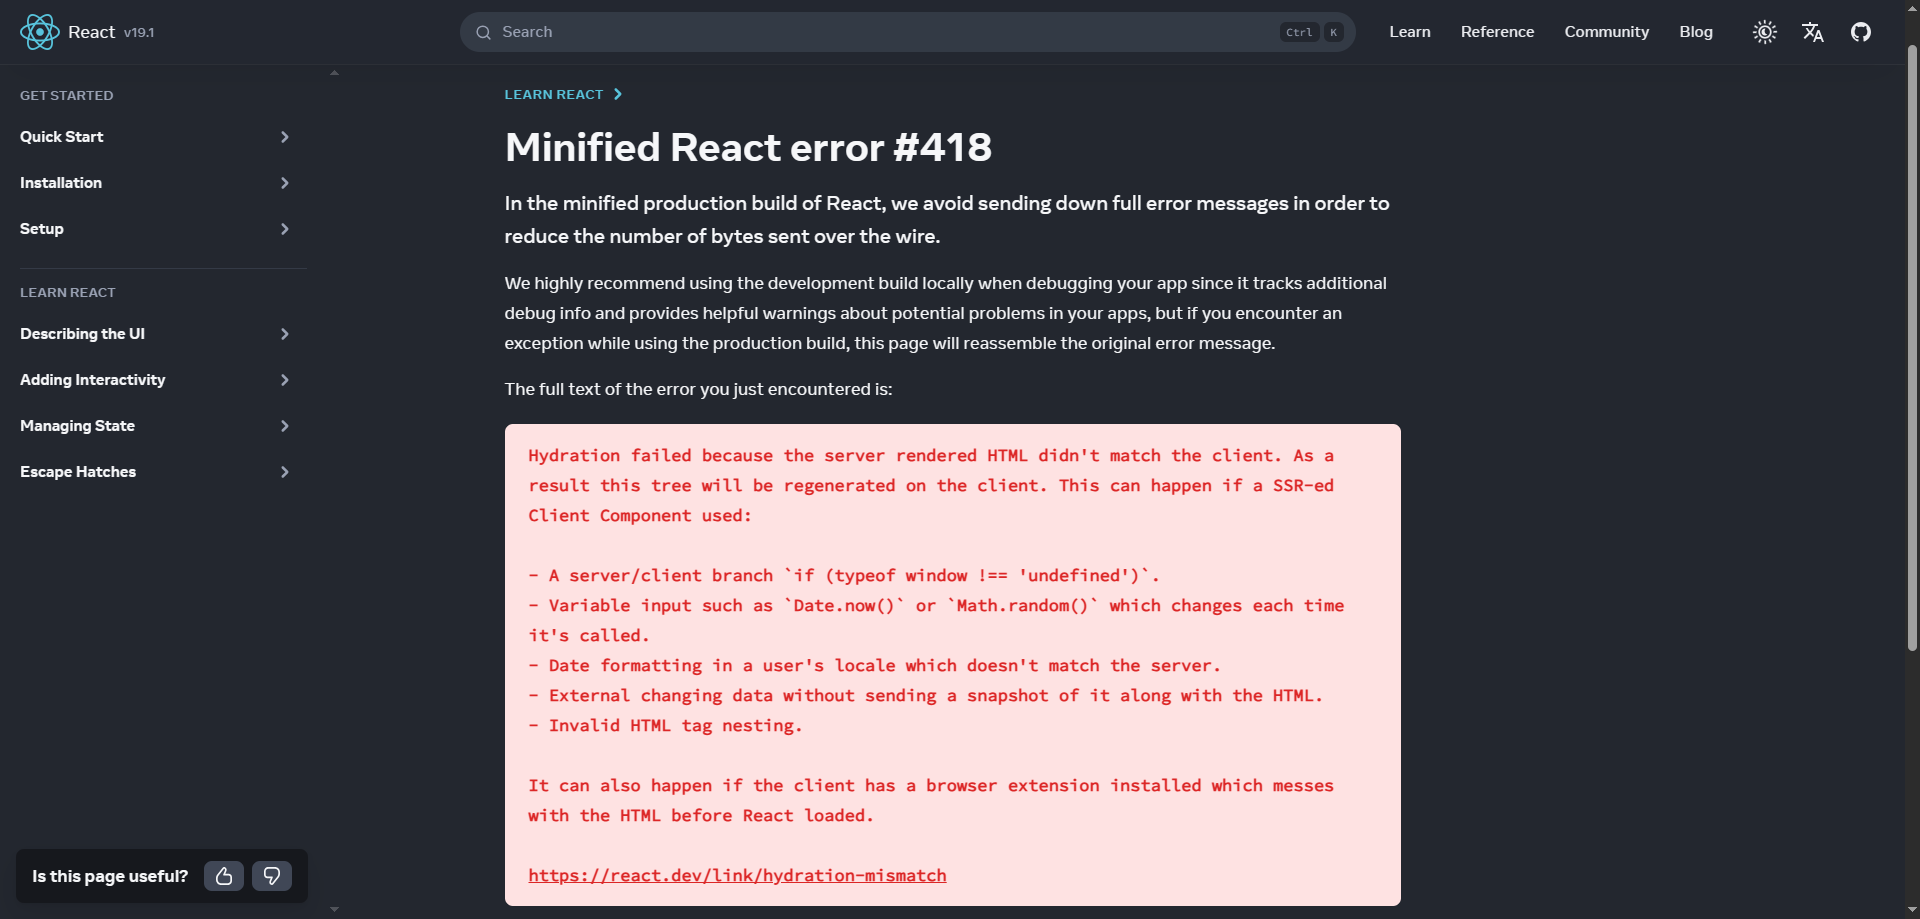 React v19.1
Search
Ctrl K
Learn Reference Community Blog
GET STARTED
Quick Start
Installation
Setup
LEARN REACT
Describing the UI
Adding Interactivity
Managing State
Escape Hatches
Is this page useful?
LEARN REACT
Minified React error #418
In the minified production build of React, we avoid sending down full error messages in order to
reduce the number of bytes sent over the wire.
We highly recommend using the development build locally when debugging your app since it tracks additional
debug info and provides helpful warnings about potential problems in your apps, but if you encounter an
exception while using the production build, this page will reassemble the original error message.
The full text of the error you just encountered is:
Hydration failed because the server rendered HTML didn't match the client. As a
result this tree will be regenerated on the client. This can happen if a SSR-ed
Client Component used:
- A server/client branch `if (typeof window !== 'undefined')`.
- Variable input such as `Date.now()` or `Math.random()` which changes each time
it's called.
- Date formatting in a user's locale which doesn't match the server.
- External changing data without sending a snapshot of it along with the HTML.
- Invalid HTML tag nesting.
It can also happen if the client has a browser extension installed which messes
with the HTML before React loaded.
https://react.dev/link/hydration-mismatch